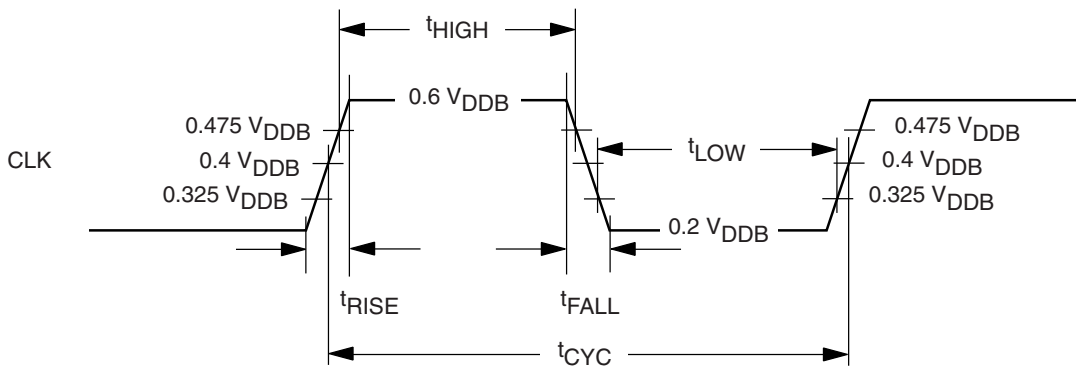 tHIGH
0.6 VDDB
0.475 VDDB
0.475 VDDB
CLK
0.4 VDDB
tLOW
0.4 VDDB
0.325 VDDB
0.325 VDDB
0.2 VDDB
tRISE
tFALL
tCYC